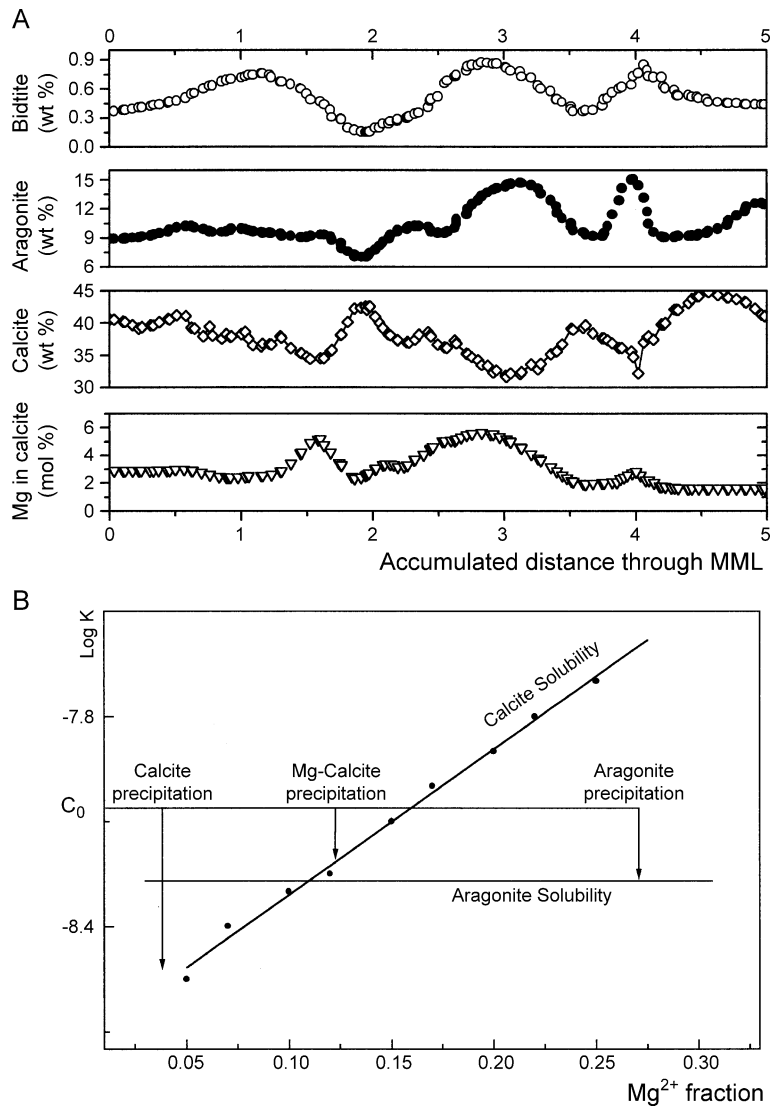 A
0 1 2 3 4 5
Bidtite
(wt %)
0.9
0.6
0.3
0.0
Aragonite
(wt %)
15
12
9
6
Calcite
(wt %)
45
40
35
30
Mg in calcite
(mol %)
6
4
2
0
0 1 2 3 4 5
Accumulated distance through MML
B
Log K
Calcite Solubility
-7.8
Calcite
precipitation
Mg-Calcite
precipitation
Aragonite
precipitation
C0
Aragonite Solubility
-8.4
0.05 0.10 0.15 0.20 0.25 0.30
Mg2+ fraction